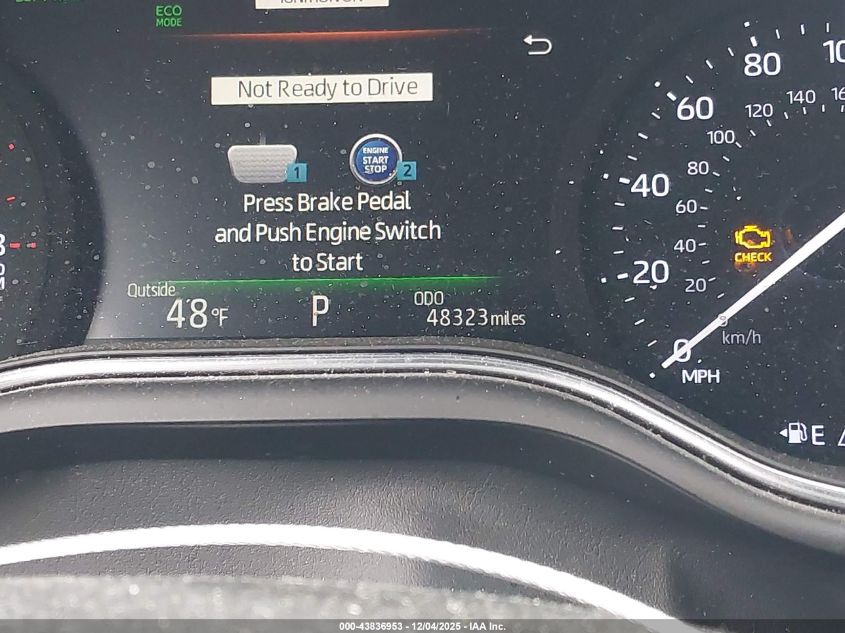 ECO
MODE
Not Ready to Drive
ENGINE
START
STOP
1
2
Press Brake Pedal
and Push Engine Switch
to Start
Outside
48°F
P
ODO
48323 miles
80
60
40
20
0
MPH
160
140
120
100
80
60
40
20
km/h
CHECK
E
000-43836953 - 12/04/2025 - IAA Inc.